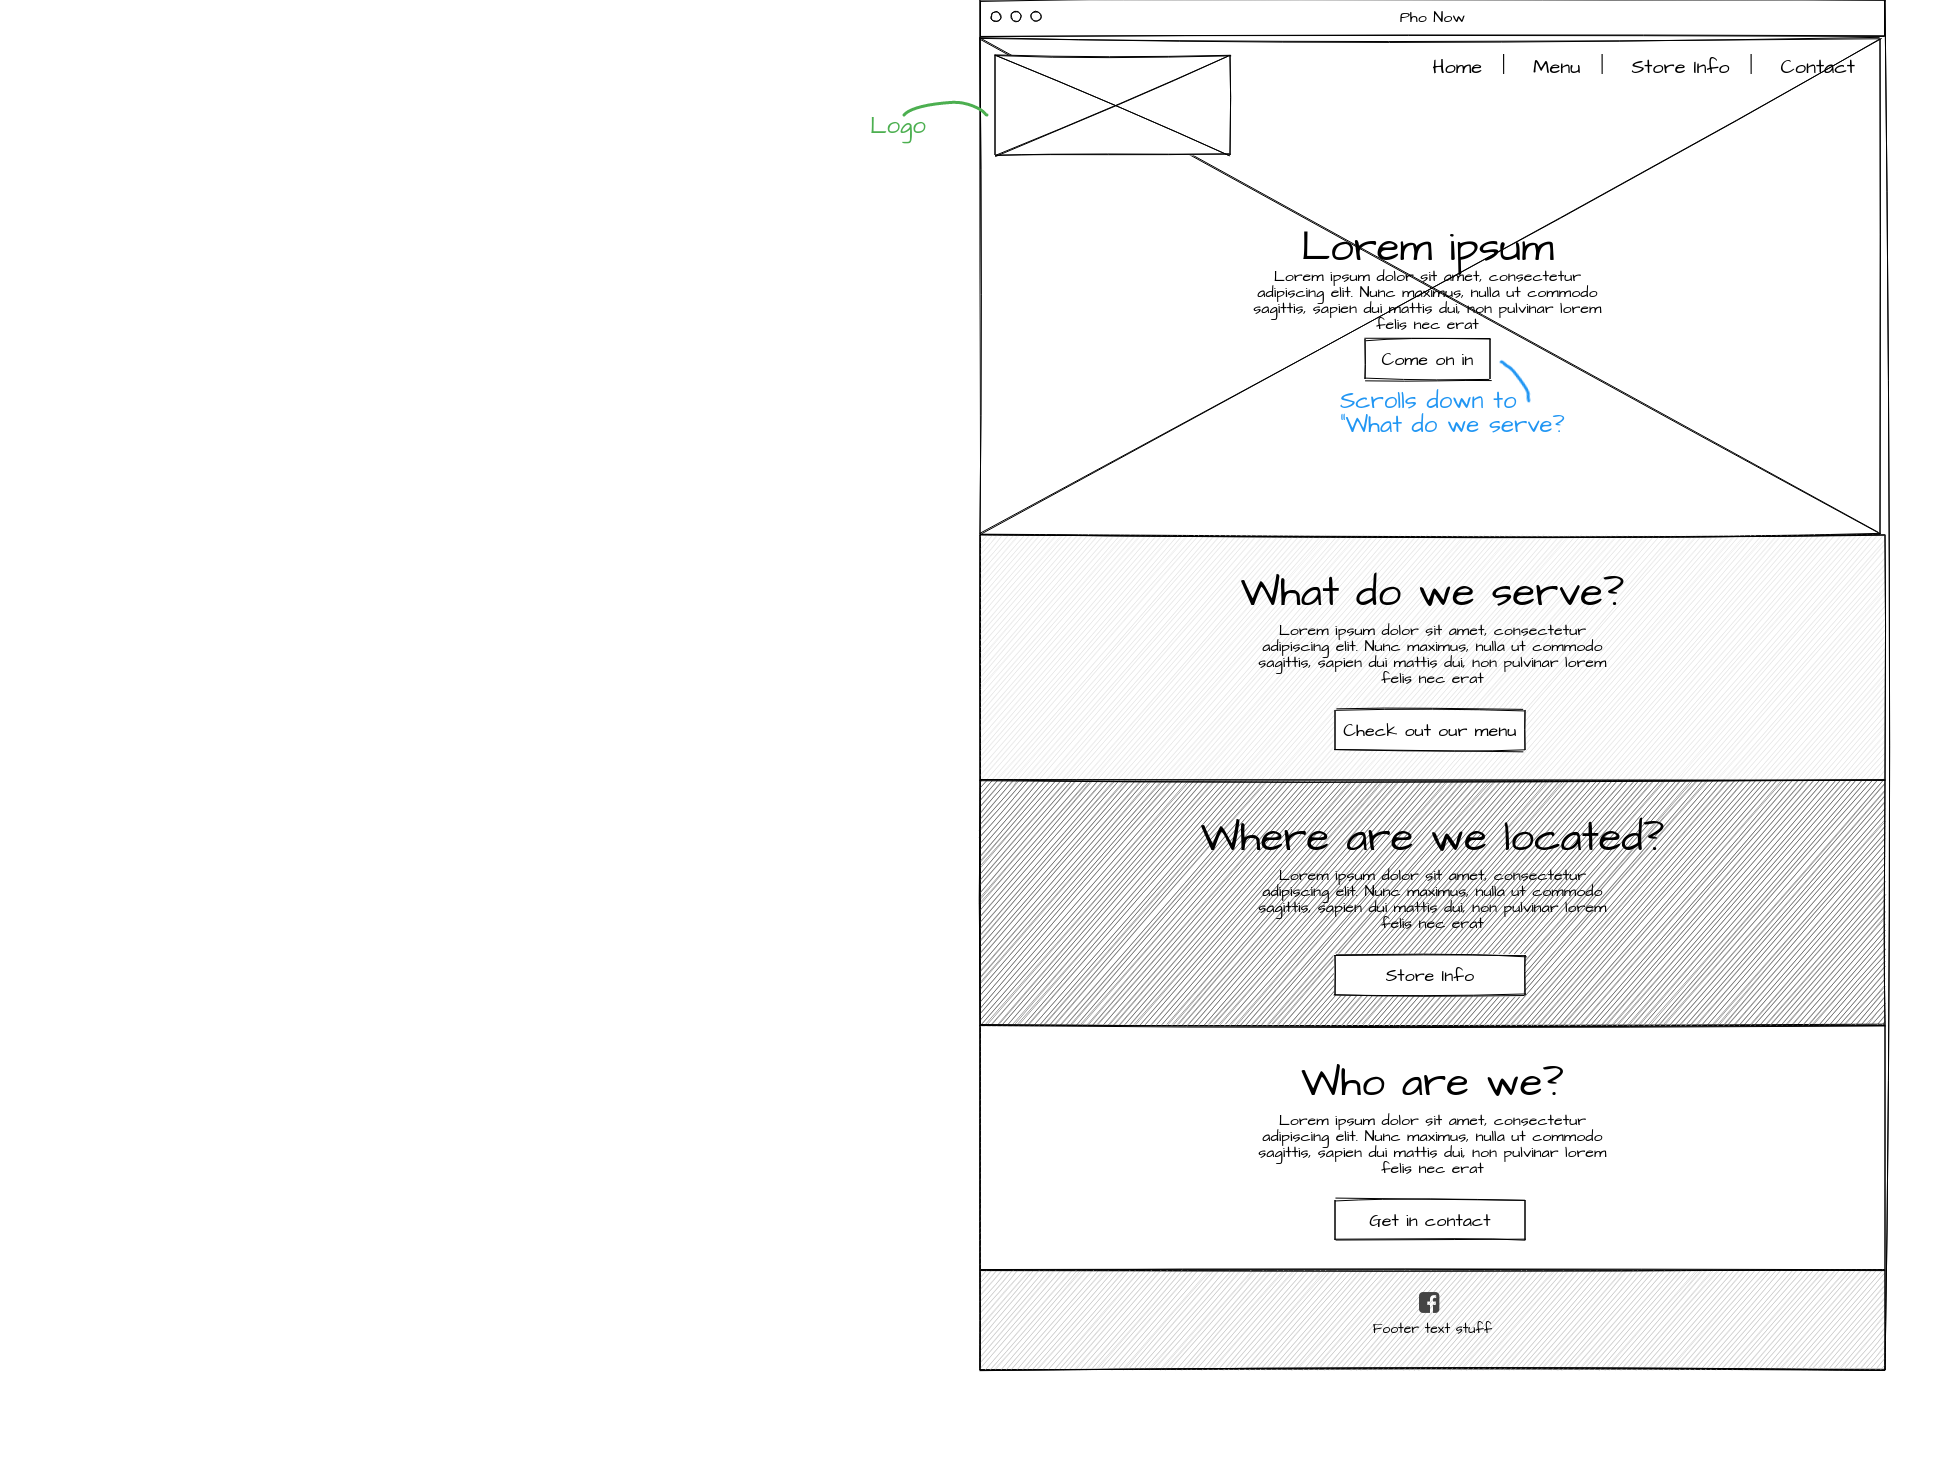 Pho Now
Home | Menu | Store Info | Contact
Logo
Lorem ipsum
Lorem ipsum dolor sit amet, consectetur
adipiscing elit. Nunc maximus, nulla ut commodo
sagittis, sapien dui mattis dui, non pulvinar lorem
felis nec erat
Come on in
Scrolls down to
"What do we serve?
What do we serve?
Lorem ipsum dolor sit amet, consectetur
adipiscing elit. Nunc maximus, nulla ut commodo
sagittis, sapien dui mattis dui, non pulvinar lorem
felis nec erat
Check out our menu
Where are we located?
Lorem ipsum dolor sit amet, consectetur
adipiscing elit. Nunc maximus, nulla ut commodo
sagittis, sapien dui mattis dui, non pulvinar lorem
felis nec erat
Store Info
Who are we?
Lorem ipsum dolor sit amet, consectetur
adipiscing elit. Nunc maximus, nulla ut commodo
sagittis, sapien dui mattis dui, non pulvinar lorem
felis nec erat
Get in contact
Footer text stuff